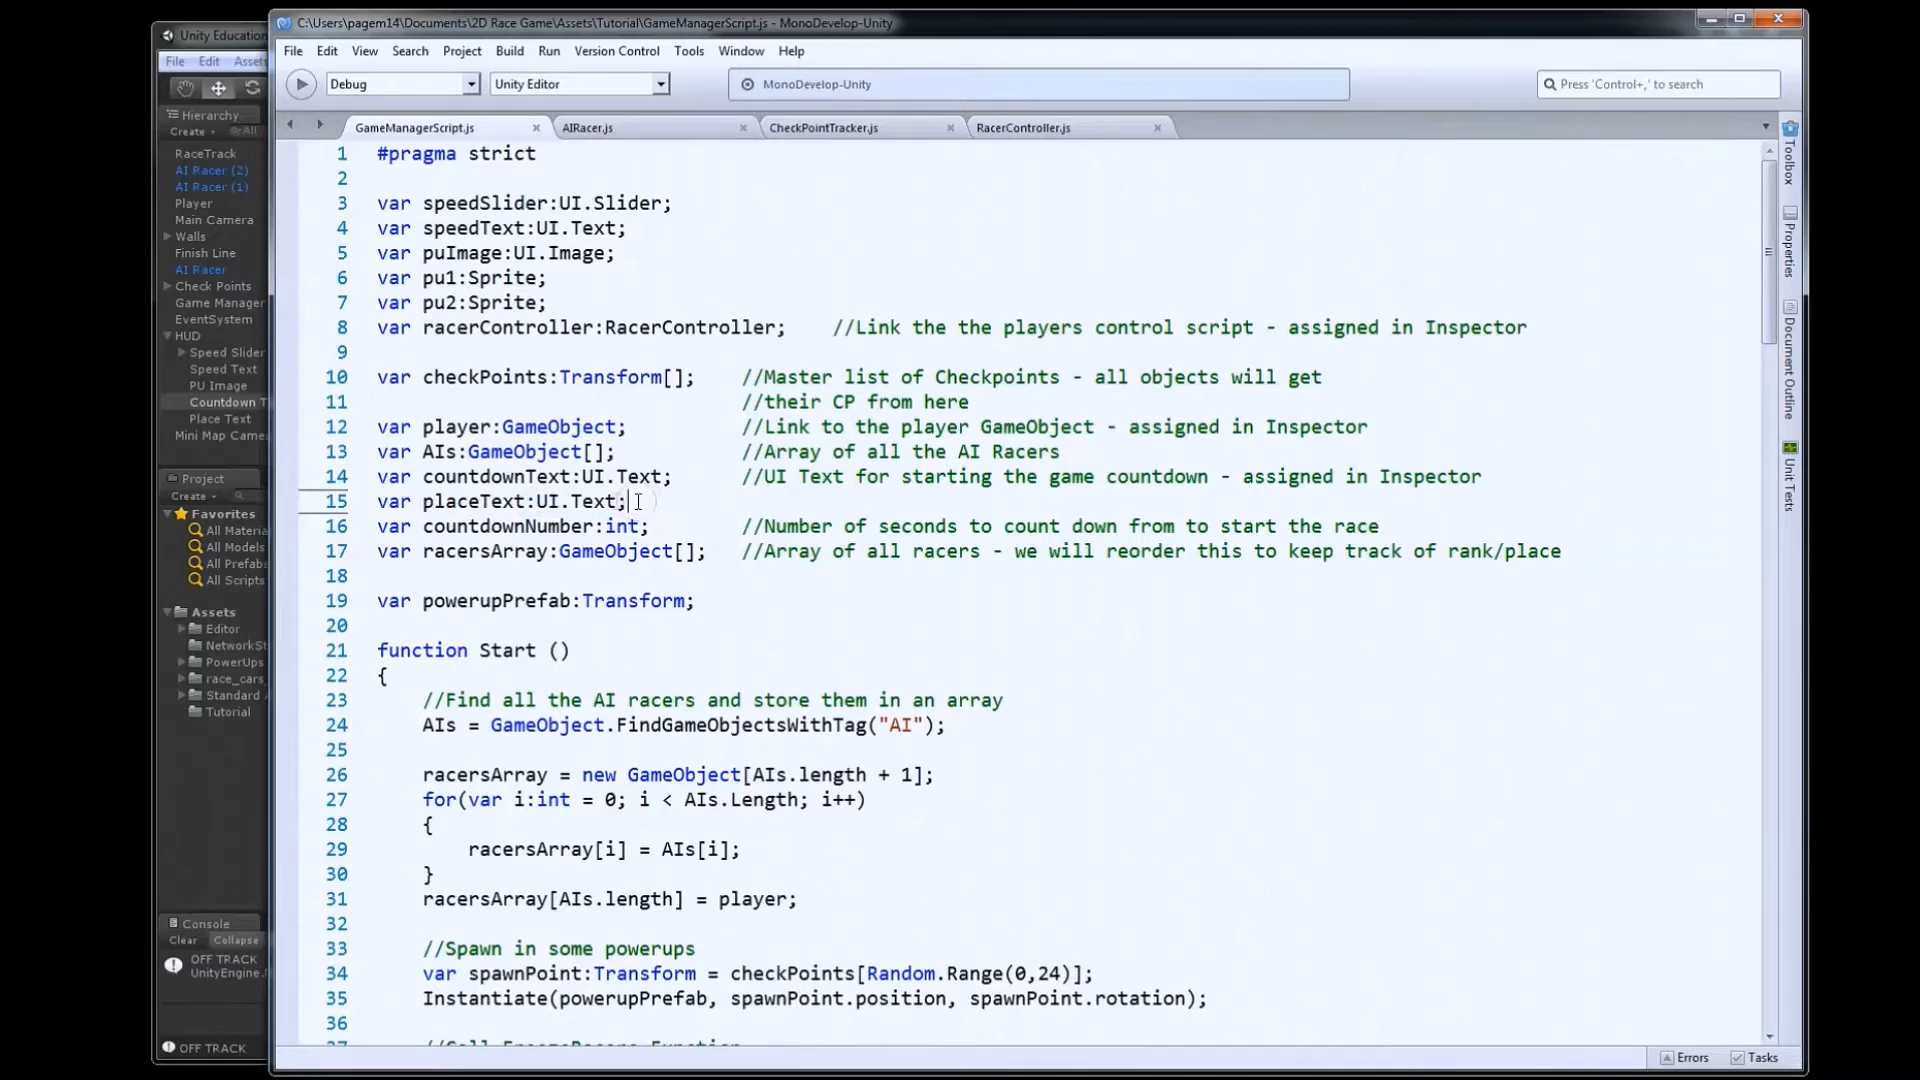 C:\Users\pagem14\Documents\2D Race Game\Assets\Tutorial\GameManagerScript.js - MonoDevelop-Unity
File Edit View Search Project Build Run Version Control Tools Window Help
Debug Unity Editor MonoDevelop-Unity Press 'Control+,' to search
GameManagerScript.js AIRacer.js CheckPointTracker.js RacerController.js
1 #pragma strict
2
3 var speedSlider:UI.Slider;
4 var speedText:UI.Text;
5 var puImage:UI.Image;
6 var pu1:Sprite;
7 var pu2:Sprite;
8 var racerController:RacerController; //Link the the players control script - assigned in Inspector
9
10 var checkPoints:Transform[]; //Master list of Checkpoints - all objects will get
11 //their CP from here
12 var player:GameObject; //Link to the player GameObject - assigned in Inspector
13 var AIs:GameObject[]; //Array of all the AI Racers
14 var countdownText:UI.Text; //UI Text for starting the game countdown - assigned in Inspector
15 var placeText:UI.Text;
16 var countdownNumber:int; //Number of seconds to count down from to start the race
17 var racersArray:GameObject[]; //Array of all racers - we will reorder this to keep track of rank/place
18
19 var powerupPrefab:Transform;
20
21 function Start ()
22 {
23 //Find all the AI racers and store them in an array
24 AIs = GameObject.FindGameObjectsWithTag("AI");
25
26 racersArray = new GameObject[AIs.length + 1];
27 for(var i:int = 0; i < AIs.Length; i++)
28 {
29 racersArray[i] = AIs[i];
30 }
31 racersArray[AIs.length] = player;
32
33 //Spawn in some powerups
34 var spawnPoint:Transform = checkPoints[Random.Range(0,24)];
35 Instantiate(powerupPrefab, spawnPoint.position, spawnPoint.rotation);
36
Errors Tasks
Toolbox
Properties
Document Outline
Unit Tests
Unity Education
File Edit Assets
Hierarchy
Create All
RaceTrack
AI Racer (2)
AI Racer (1)
Player
Main Camera
Walls
Finish Line
AI Racer
Check Points
Game Manager
EventSystem
HUD
Speed Slider
Speed Text
PU Image
Countdown T
Place Text
Mini Map Came
Project
Create
Favorites
All Materia
All Models
All Prefabs
All Scripts
Assets
Editor
NetworkSt
PowerUps
race_cars_
Standard
Tutorial
Console
Clear Collapse
OFF TRACK
UnityEngine.
OFF TRACK